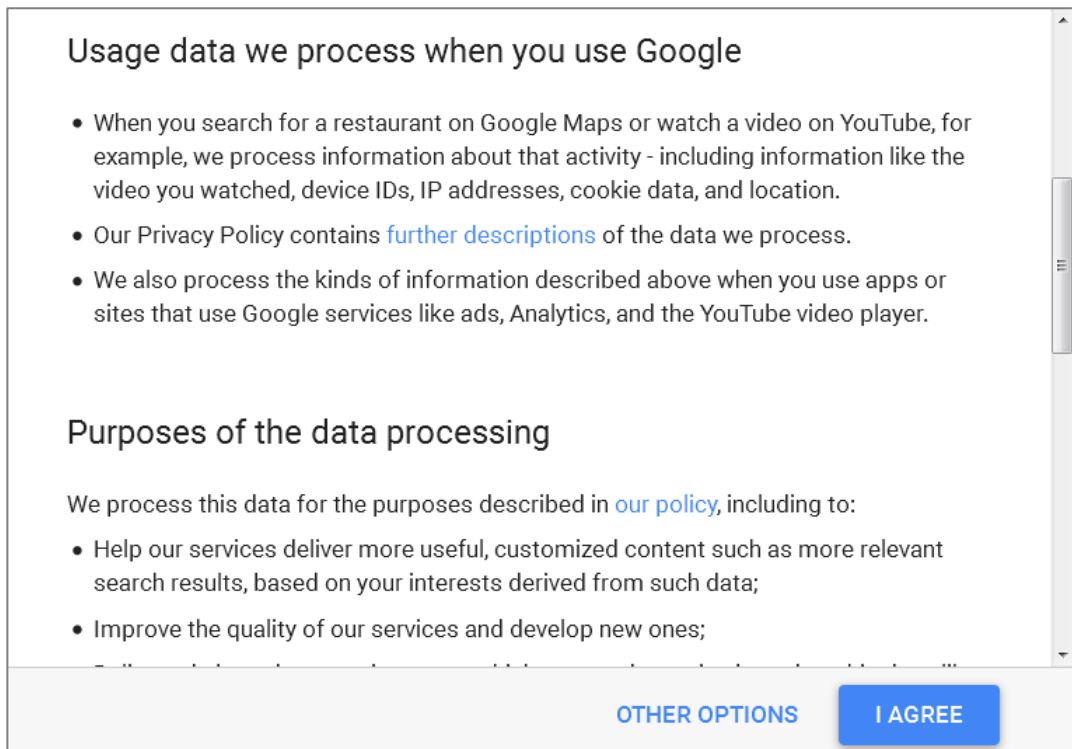 Usage data we process when you use Google
• When you search for a restaurant on Google Maps or watch a video on YouTube, for
example, we process information about that activity - including information like the
video you watched, device IDs, IP addresses, cookie data, and location.
• Our Privacy Policy contains further descriptions of the data we process.
• We also process the kinds of information described above when you use apps or
sites that use Google services like ads, Analytics, and the YouTube video player.
Purposes of the data processing
We process this data for the purposes described in our policy, including to:
• Help our services deliver more useful, customized content such as more relevant
search results, based on your interests derived from such data;
• Improve the quality of our services and develop new ones;
OTHER OPTIONS
I AGREE